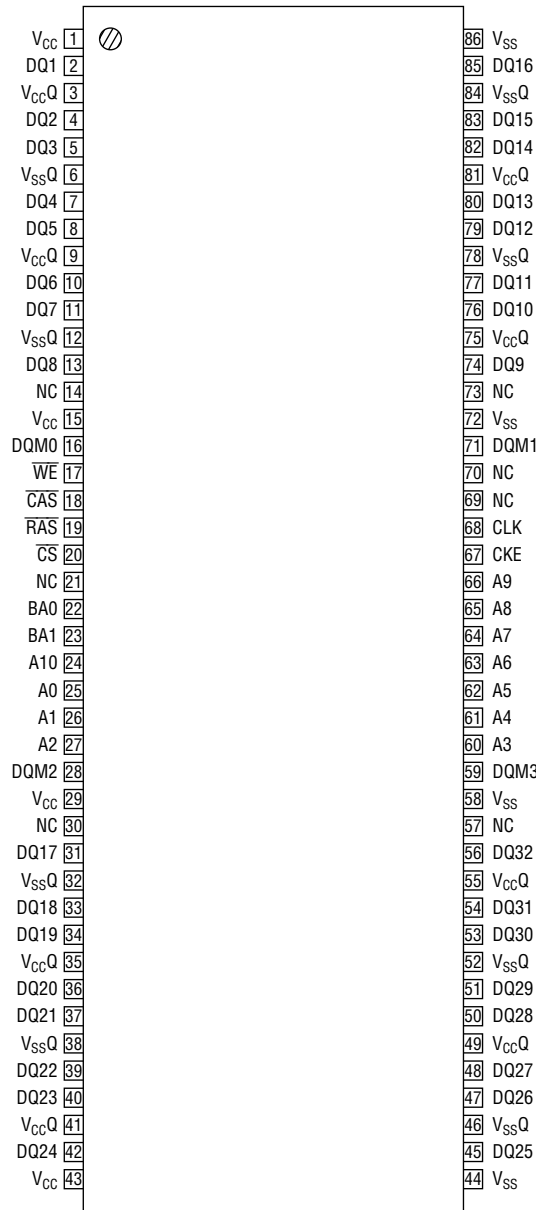 VCC 1 86 VSS
DQ1 2 85 DQ16
VCCQ 3 84 VSSQ
DQ2 4 83 DQ15
DQ3 5 82 DQ14
VSSQ 6 81 VCCQ
DQ4 7 80 DQ13
DQ5 8 79 DQ12
VCCQ 9 78 VSSQ
DQ6 10 77 DQ11
DQ7 11 76 DQ10
VSSQ 12 75 VCCQ
DQ8 13 74 DQ9
NC 14 73 NC
VCC 15 72 VSS
DQM0 16 71 DQM1
WE 17 70 NC
CAS 18 69 NC
RAS 19 68 CLK
CS 20 67 CKE
NC 21 66 A9
BA0 22 65 A8
BA1 23 64 A7
A10 24 63 A6
A0 25 62 A5
A1 26 61 A4
A2 27 60 A3
DQM2 28 59 DQM3
VCC 29 58 VSS
NC 30 57 NC
DQ17 31 56 DQ32
VSSQ 32 55 VCCQ
DQ18 33 54 DQ31
DQ19 34 53 DQ30
VCCQ 35 52 VSSQ
DQ20 36 51 DQ29
DQ21 37 50 DQ28
VSSQ 38 49 VCCQ
DQ22 39 48 DQ27
DQ23 40 47 DQ26
VCCQ 41 46 VSSQ
DQ24 42 45 DQ25
VCC 43 44 VSS